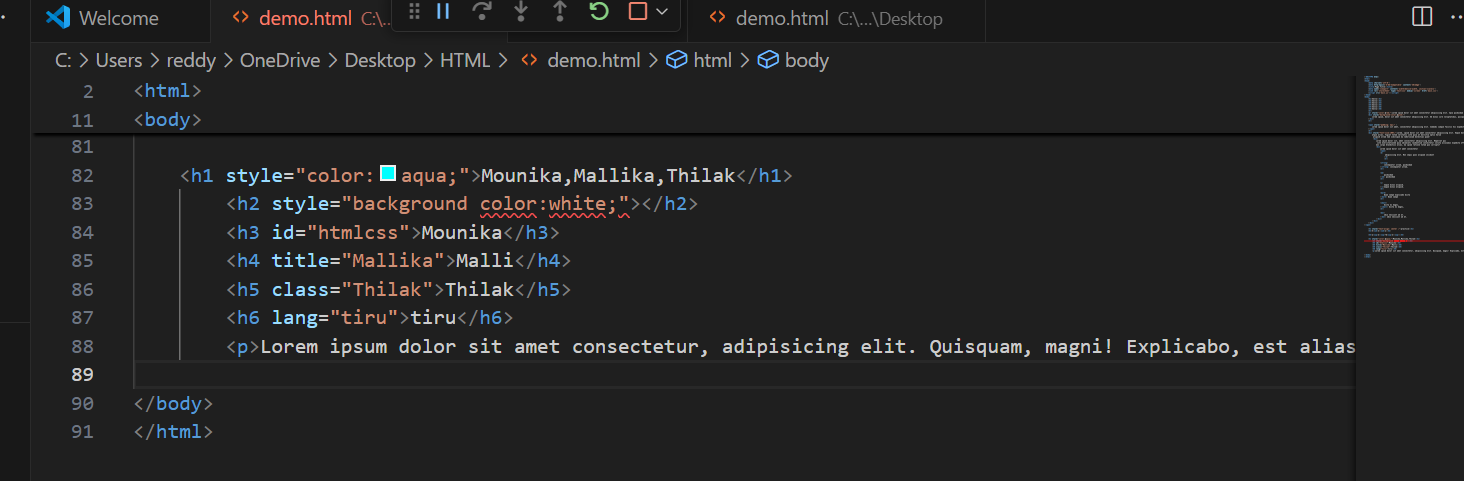 Welcome demo.html C:\... demo.html C:\...\Desktop
C: > Users > reddy > OneDrive > Desktop > HTML > demo.html > html > body
2 <html>
11 <body>
81
82 <h1 style="color:aqua;">Mounika,Mallika,Thilak</h1>
83 <h2 style="background color:white;"></h2>
84 <h3 id="htmlcss">Mounika</h3>
85 <h4 title="Mallika">Malli</h4>
86 <h5 class="Thilak">Thilak</h5>
87 <h6 lang="tiru">tiru</h6>
88 <p>Lorem ipsum dolor sit amet consectetur, adipisicing elit. Quisquam, magni! Explicabo, est alias
89
90 </body>
91 </html>